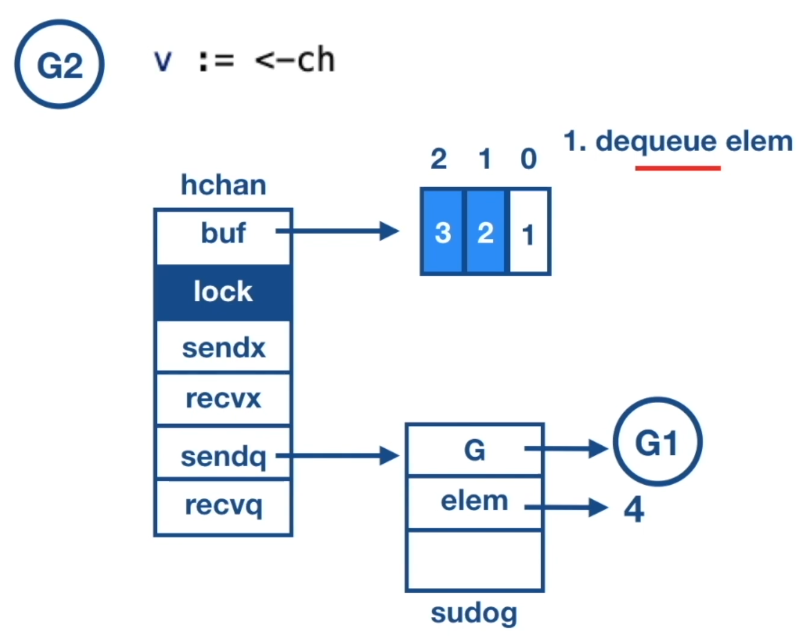 G2 v := <-ch
1. dequeue elem
2 1 0
hchan
buf
3 2 1
lock
sendx
recvx
sendq
recvq
G
G1
elem
4
sudog